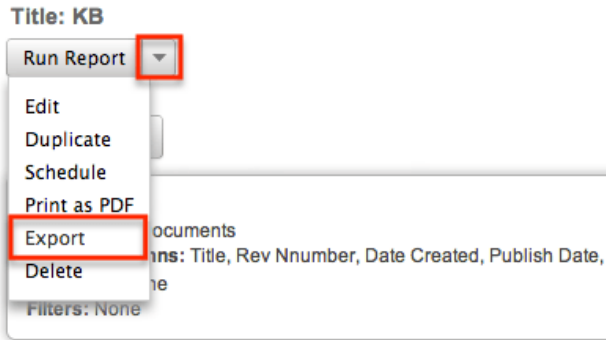 Title: KB
Run Report
Edit
Duplicate
Schedule
Print as PDF
Export
ocuments
nns: Title, Rev Nnumber, Date Created, Publish Date,
Delete
ne
Filters: None